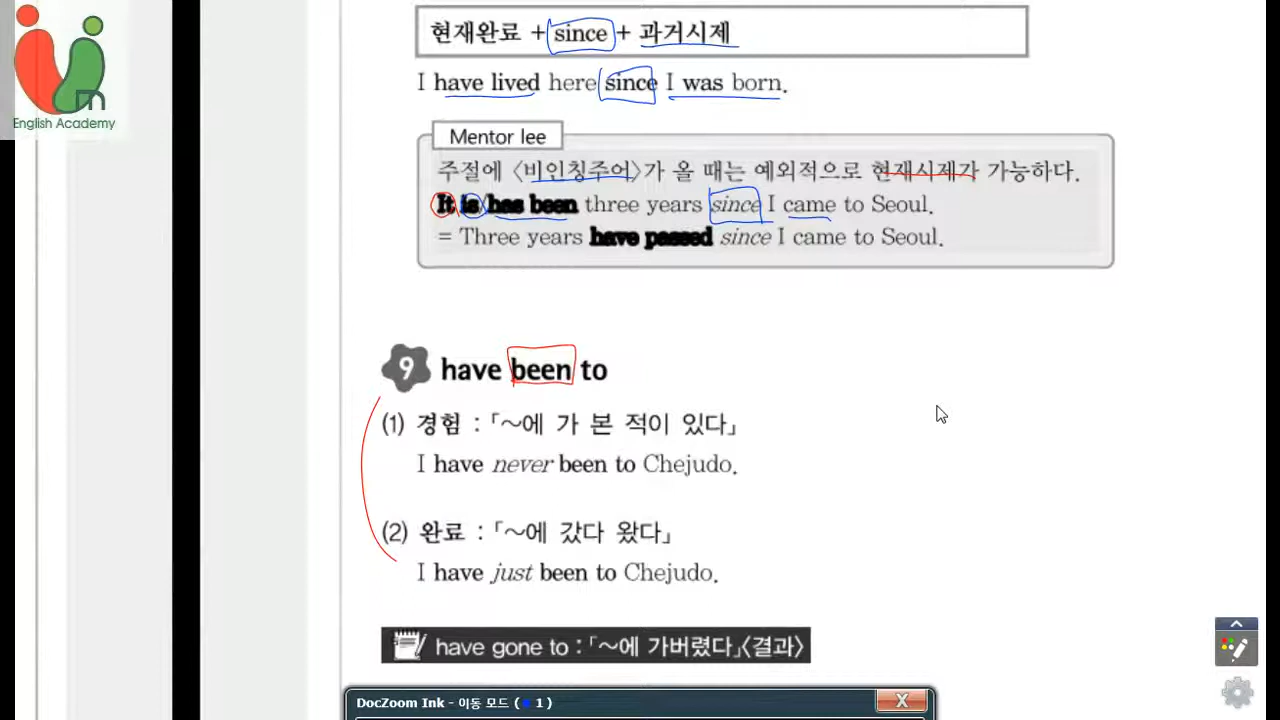 English Academy
현재완료 + since + 과거시제
I have lived here since I was born.
Mentor lee
주절에 〈비인칭주어〉가 올 때는 예외적으로 현재시제가 가능하다.
It is/has been three years since I came to Seoul.
= Three years have passed since I came to Seoul.
9 have been to
(1) 경험 : 「～에 가 본 적이 있다」
I have never been to Chejudo.
(2) 완료 : 「～에 갔다 왔다」
I have just been to Chejudo.
have gone to : 「～에 가버렸다」〈결과〉
DocZoom Ink - 이동 모드 ( 1 )
X